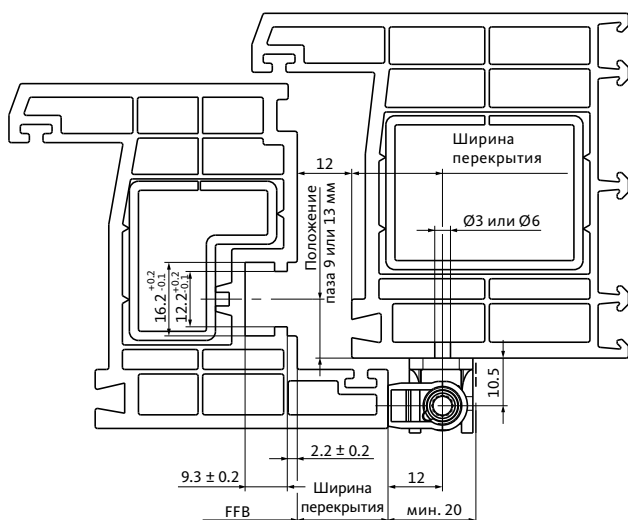 Ширина
перекрытия
12
Положение
паза 9 или 13 мм
Ø3 или Ø6
16.2 +0.2 -0.1
12.2 +0.2 -0.1
10.5
2.2 ± 0.2
9.3 ± 0.2
Ширина
перекрытия
12
FFB
мин. 20